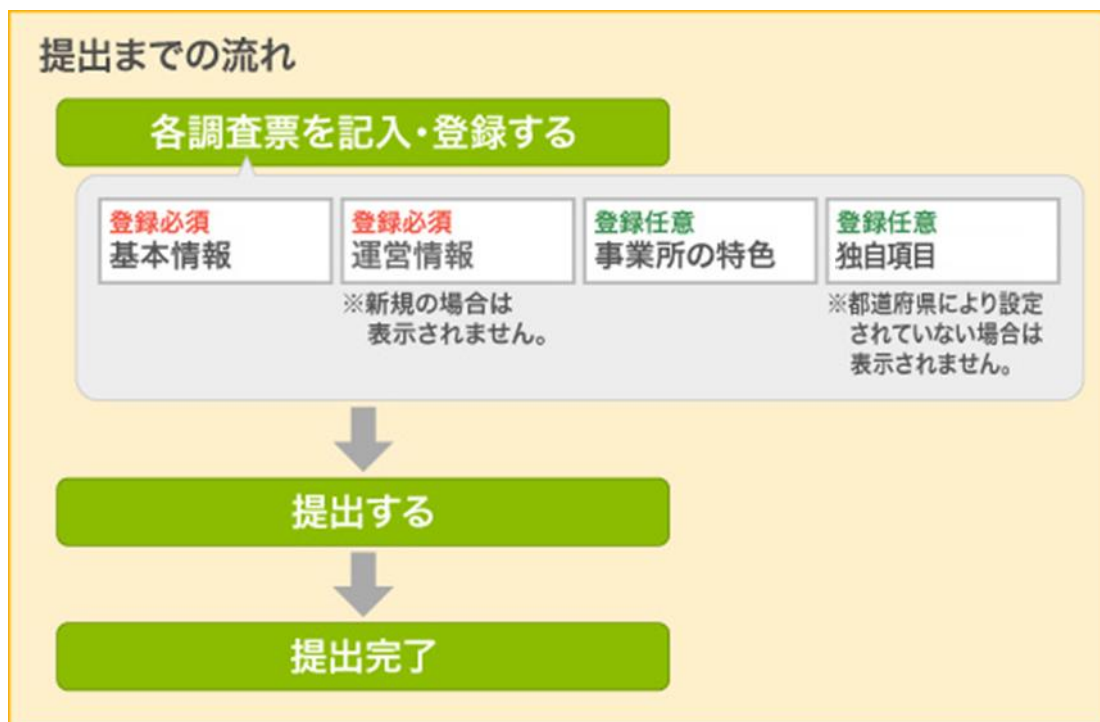 提出までの流れ
各調査票を記入・登録する
登録必須
基本情報
登録必須
運営情報
※新規の場合は
表示されません。
登録任意
事業所の特色
登録任意
独自項目
※都道府県により設定
されていない場合は
表示されません。
提出する
提出完了